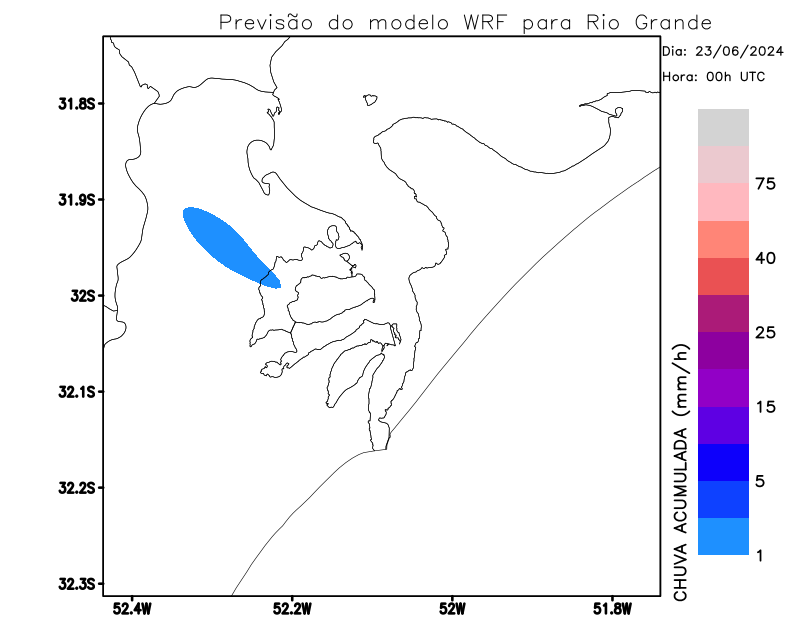 Previsão do modelo WRF para Rio Grande
Dia: 23/06/2024
Hora: 00h UTC
31.8S
31.9S
32S
32.1S
32.2S
32.3S
52.4W
52.2W
52W
51.8W
CHUVA ACUMULADA (mm/h)
75
40
25
15
5
1